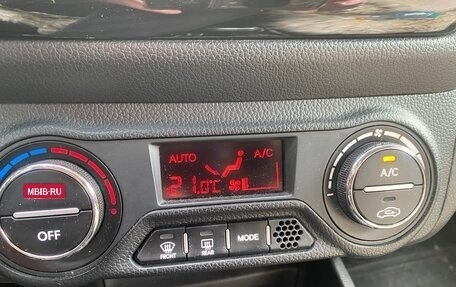 AUTO A/C
21.0°C
MBIB-RU
OFF
A/C
FRONT
REAR
MODE